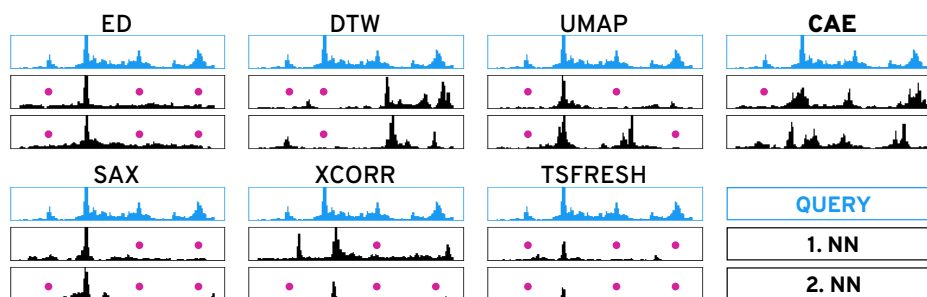 ED DTW UMAP CAE
SAX XCORR TSFRESH
QUERY
1. NN
2. NN